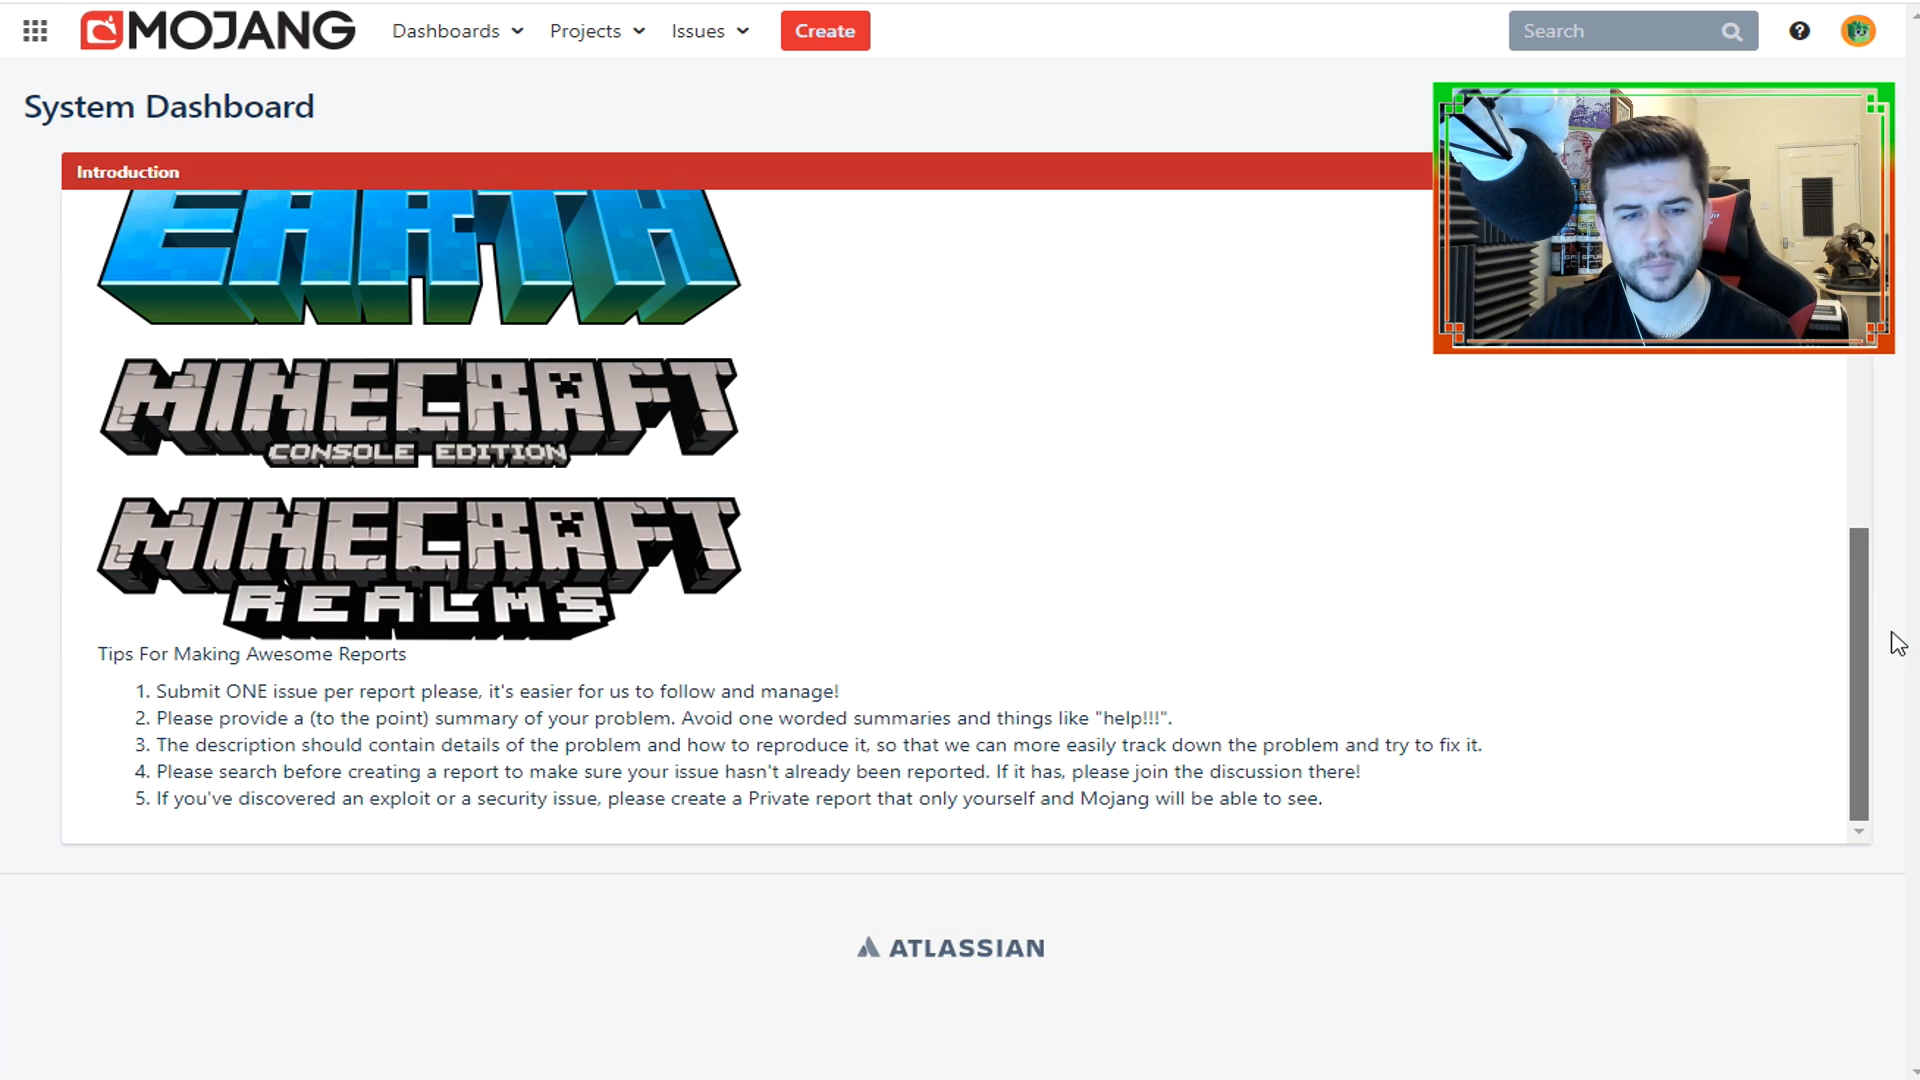 MOJANG Dashboards Projects Issues Create Search ?
System Dashboard
Introduction
EARTH
MINECRAFT
CONSOLE EDITION
MINECRAFT
REALMS
Tips For Making Awesome Reports
1. Submit ONE issue per report please, it's easier for us to follow and manage!
2. Please provide a (to the point) summary of your problem. Avoid one worded summaries and things like "help!!!".
3. The description should contain details of the problem and how to reproduce it, so that we can more easily track down the problem and try to fix it.
4. Please search before creating a report to make sure your issue hasn't already been reported. If it has, please join the discussion there!
5. If you've discovered an exploit or a security issue, please create a Private report that only yourself and Mojang will be able to see.
ATLASSIAN